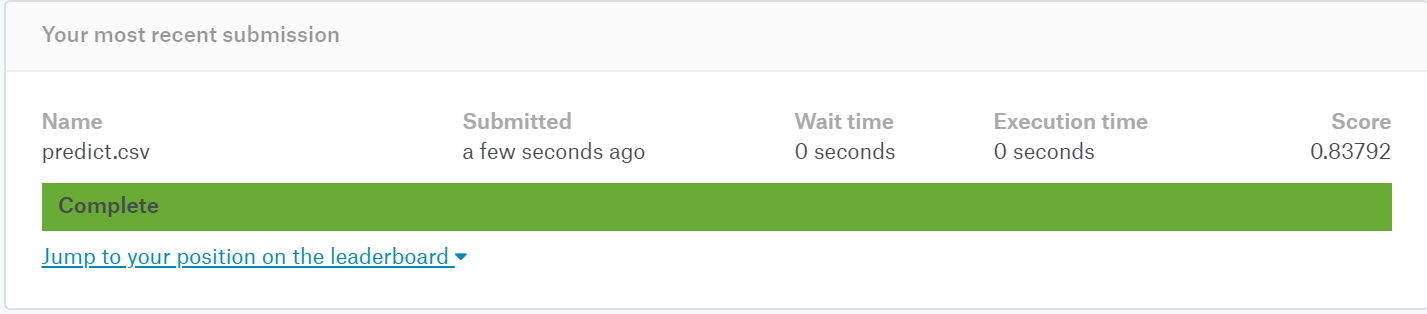 Your most recent submission
Name Submitted Wait time Execution time Score
predict.csv a few seconds ago 0 seconds 0 seconds 0.83792
Complete
Jump to your position on the leaderboard